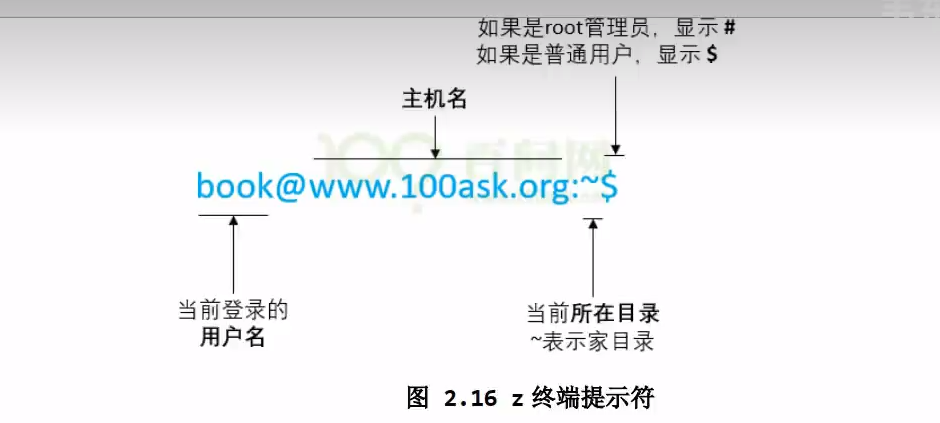 如果是root管理员，显示 #
如果是普通用户，显示 $
主机名
book@www.100ask.org:~$
当前登录的
用户名
当前所在目录
~表示家目录
图 2.16 z 终端提示符